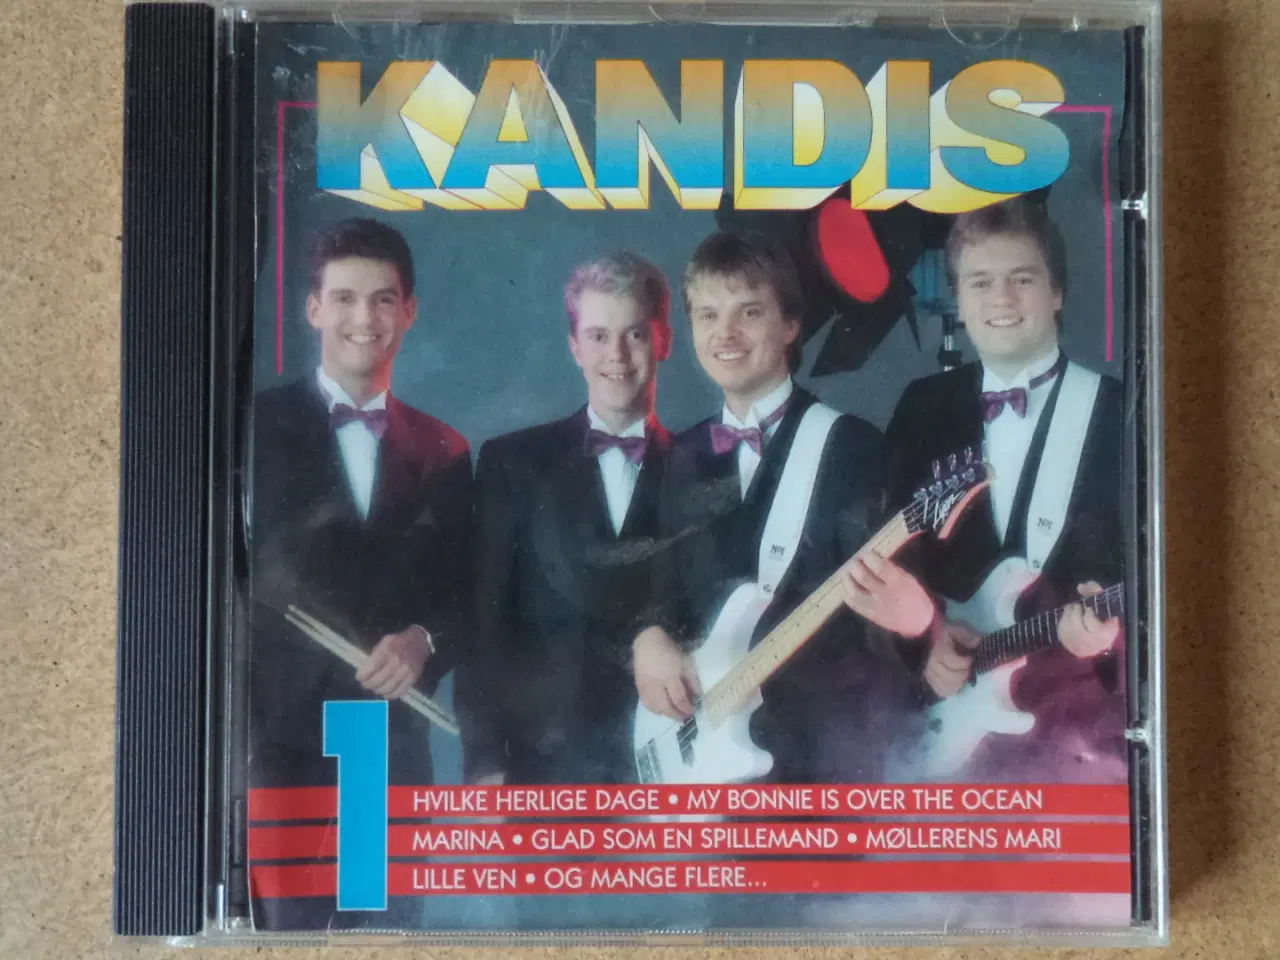 KANDIS
1
HVILKE HERLIGE DAGE • MY BONNIE IS OVER THE OCEAN
MARINA • GLAD SOM EN SPILLEMAND • MØLLERENS MARI
LILLE VEN • OG MANGE FLERE...